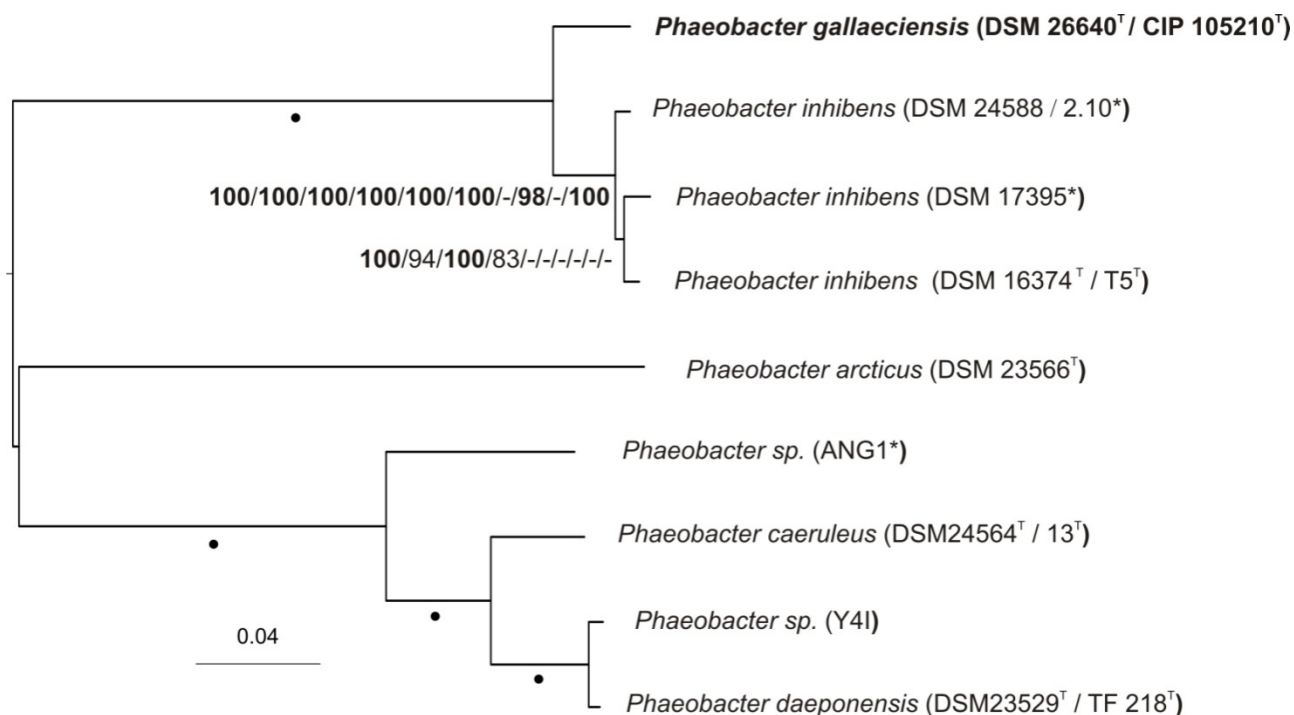 Phaeobacter gallaeciensis (DSM 26640ᵀ / CIP 105210ᵀ)
Phaeobacter inhibens (DSM 24588 / 2.10*)
100/100/100/100/100/100/-/98/-/100
Phaeobacter inhibens (DSM 17395*)
100/94/100/83/-/-/-/-/-/-
Phaeobacter inhibens (DSM 16374ᵀ / T5ᵀ)
Phaeobacter arcticus (DSM 23566ᵀ)
Phaeobacter sp. (ANG1*)
Phaeobacter caeruleus (DSM24564ᵀ / 13ᵀ)
Phaeobacter sp. (Y4I)
0.04
Phaeobacter daeponensis (DSM23529ᵀ / TF 218ᵀ)